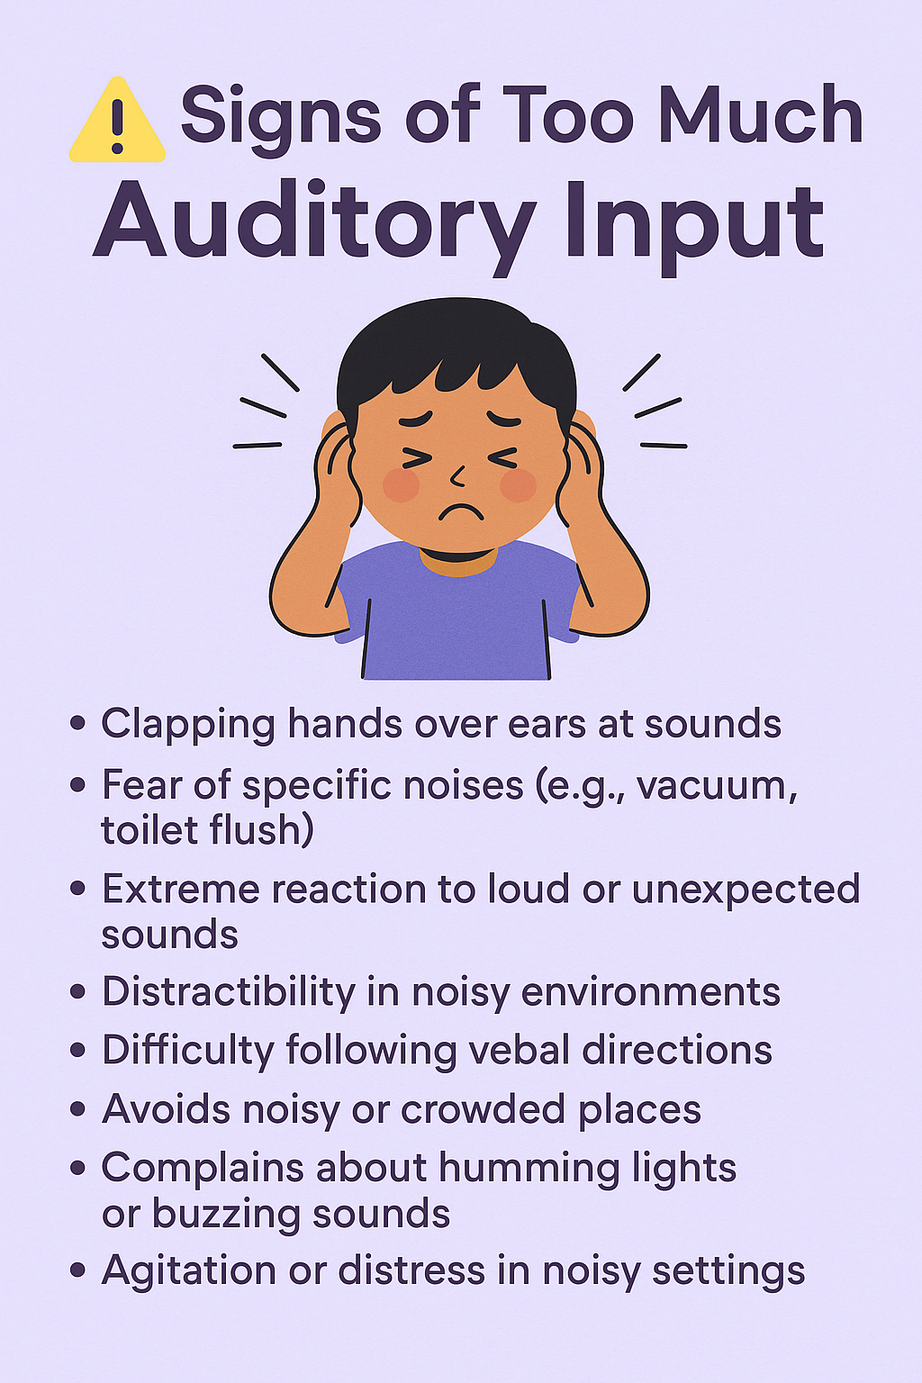 Signs of Too Much
Auditory Input
• Clapping hands over ears at sounds
• Fear of specific noises (e.g., vacuum,
toilet flush)
• Extreme reaction to loud or unexpected
sounds
• Distractibility in noisy environments
• Difficulty following vebal directions
• Avoids noisy or crowded places
• Complains about humming lights
or buzzing sounds
• Agitation or distress in noisy settings